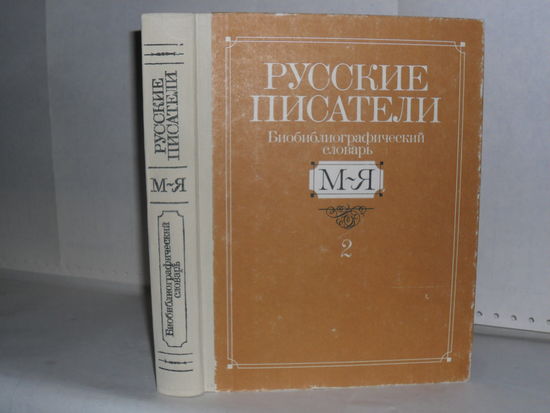 РУССКИЕ
ПИСАТЕЛИ
М~Я
Биобиблиографический
словарь
РУССКИЕ
ПИСАТЕЛИ
Биобиблиографический
словарь
М~Я
2